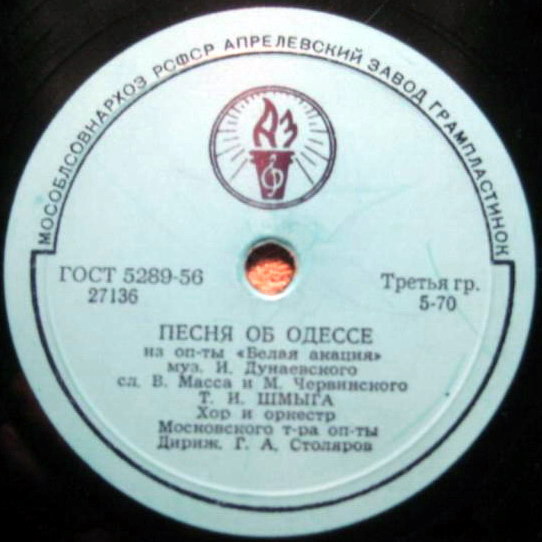 МОСОБЛСОВНАРХОЗ РСФСР АПРЕЛЕВСКИЙ ЗАВОД ГРАМПЛАСТИНОК
АЗ
ГОСТ 5289-56
27136
Третья гр.
5-70
ПЕСНЯ ОБ ОДЕССЕ
из оп-ты «Белая акация»
муз. И. Дунаевского
сл. В. Масса и М. Червинского
Т. И. ШМЫГА
Хор и оркестр
Московского т-ра оп-ты
Дириж. Г. А. Столяров